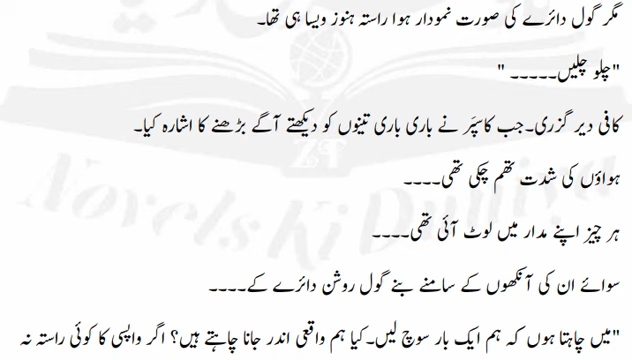 مگر گول دائرے کی صورت نمودار ہوا راستہ ہنوز ویسا ہی تھا۔
"چلو چلیں۔۔۔۔۔ "
کافی دیر گزری۔جب کاسپَر نے باری باری تینوں کو دیکھتے آگے بڑھنے کا اشارہ کیا۔
ہواؤں کی شدت تھم چکی تھی۔۔۔۔
ہر چیز اپنے مدار میں لوٹ آئی تھی۔۔۔۔
سوائے ان کی آنکھوں کے سامنے بنے گول روشن دائرے کے۔۔۔۔
"میں چاہتا ہوں کہ ہم ایک بار سوچ لیں۔کیا ہم واقعی اندر جانا چاہتے ہیں؟ اگر واپسی کا کوئی راستہ نہ
Novels Ki Duniya